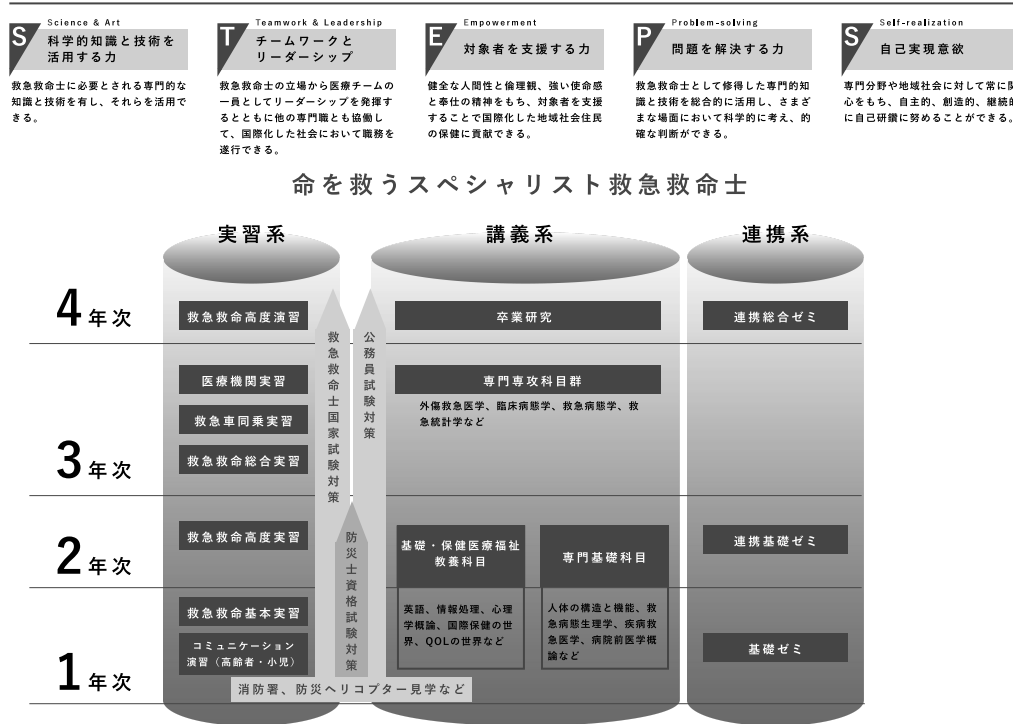 Science & Art
S 科学的知識と技術を
活用する力
救急救命士に必要とされる専門的な
知識と技術を有し、それらを活用で
きる。
Teamwork & Leadership
T チームワークと
リーダーシップ
救急救命士の立場から医療チームの
一員としてリーダーシップを発揮す
るとともに他の専門職とも協働し
て、国際化した社会において職務を
遂行できる。
Empowerment
E 対象者を支援する力
健全な人間性と倫理観、強い使命感
と奉仕の精神をもち、対象者を支援
することで国際化した地域社会住民
の保健に貢献できる。
Problem-solving
P 問題を解決する力
救急救命士として修得した専門的知
識と技術を総合的に活用し、さまざ
まな場面において科学的に考え、的
確な判断ができる。
Self-realization
S 自己実現意欲
専門分野や地域社会に対して常に関
心をもち、自主的、創造的、継続的
に自己研鑽に努めることができる。
命を救うスペシャリスト救急救命士
実習系
講義系
連携系
4年次
救急救命高度演習
卒業研究
連携総合ゼミ
3年次
医療機関実習
救急車同乗実習
救急救命総合実習
専門専攻科目群
外傷救急医学、臨床病態学、救急病態学、救
急統計学など
救急救命士国家試験対策
公務員試験対策
2年次
救急救命高度実習
基礎・保健医療福祉
教養科目
専門基礎科目
連携基礎ゼミ
防災士資格試験対策
1年次
救急救命基本実習
コミュニケーション
演習（高齢者・小児）
英語、情報処理、心理
学概論、国際保健の世
界、QOLの世界など
人体の構造と機能、救
急病態生理学、疾病救
急医学、病院前医学概
論など
基礎ゼミ
消防署、防災ヘリコプター見学など